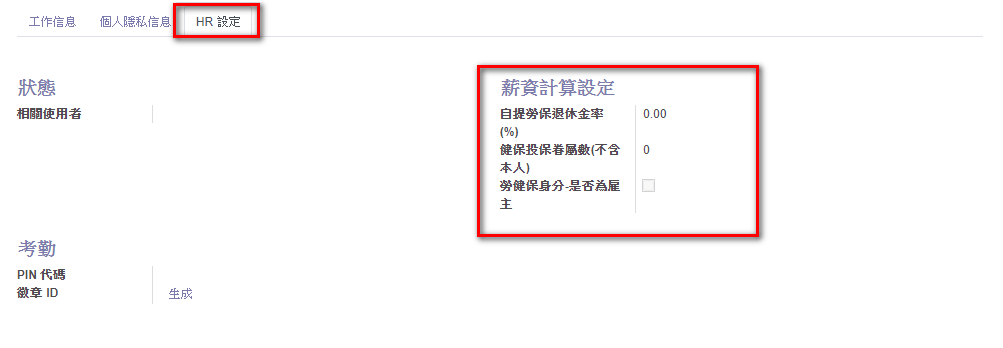 工作信息 個人隱私信息 HR 設定
狀態
相關使用者
薪資計算設定
自提勞保退休金率 0.00
(%)
健保投保眷屬數(不含 0
本人)
勞健保身分-是否為雇
主
考勤
PIN 代碼
徽章 ID 生成